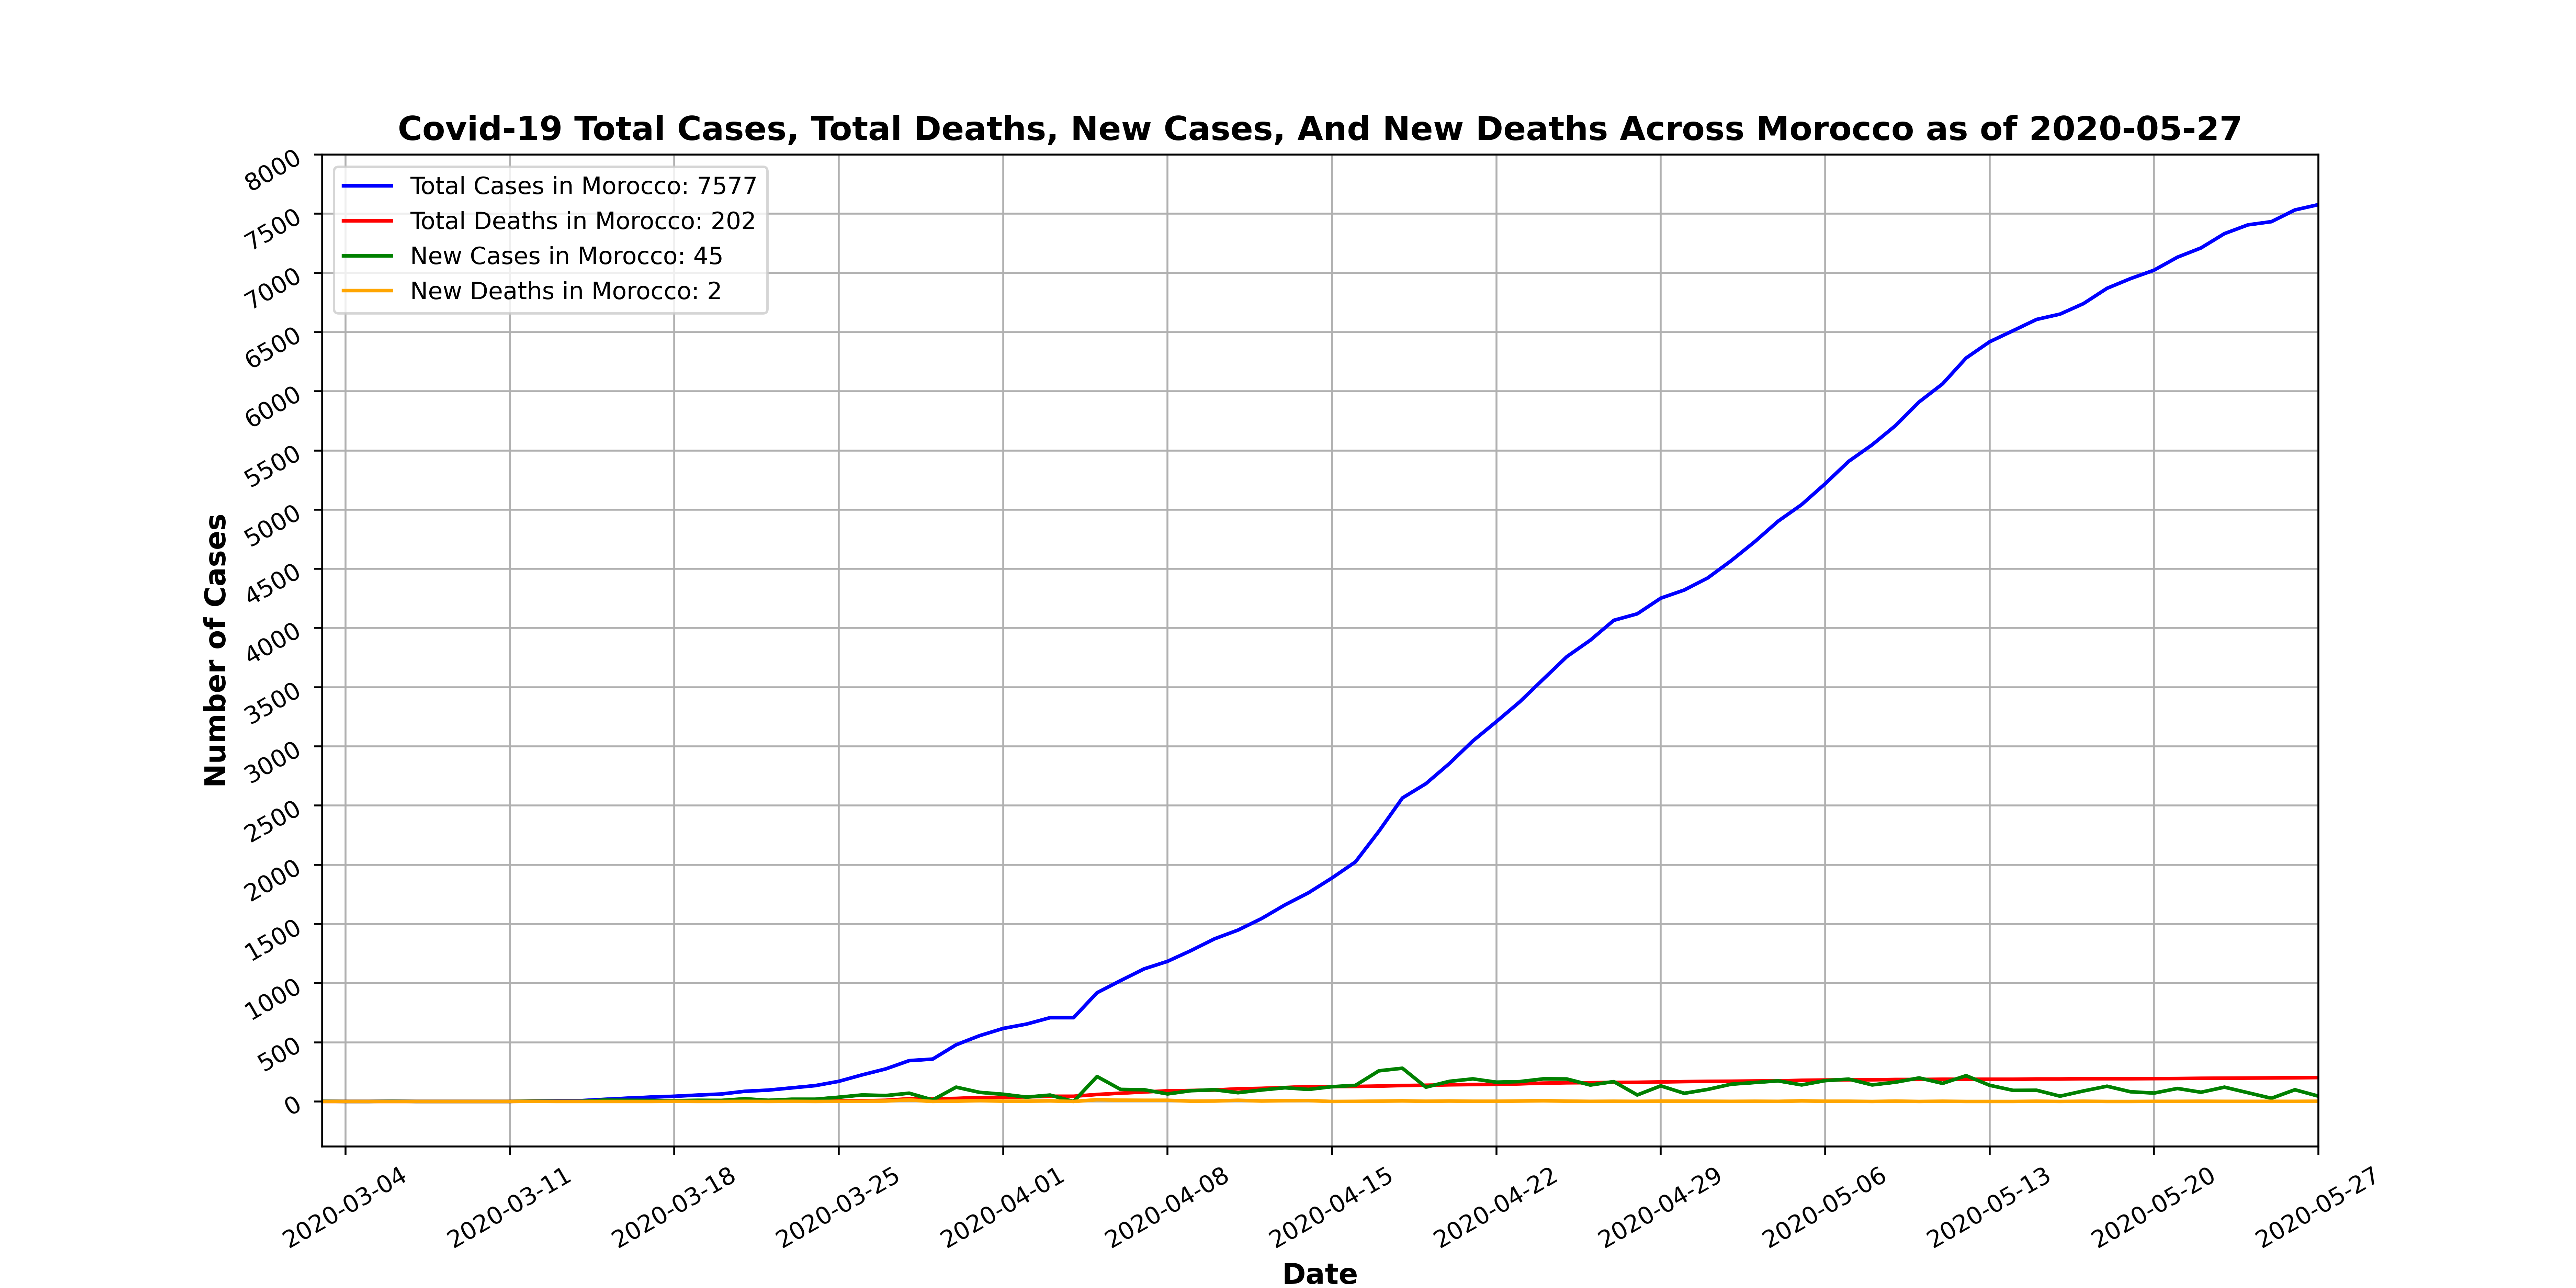 Covid-19 Total Cases, Total Deaths, New Cases, And New Deaths Across Morocco as of 2020-05-27
Total Cases in Morocco: 7577
Total Deaths in Morocco: 202
New Cases in Morocco: 45
New Deaths in Morocco: 2
Number of Cases
8000
7500
7000
6500
6000
5500
5000
4500
4000
3500
3000
2500
2000
1500
1000
500
0
2020-03-04 2020-03-11 2020-03-18 2020-03-25 2020-04-01 2020-04-08 2020-04-15 2020-04-22 2020-04-29 2020-05-06 2020-05-13 2020-05-20 2020-05-27
Date